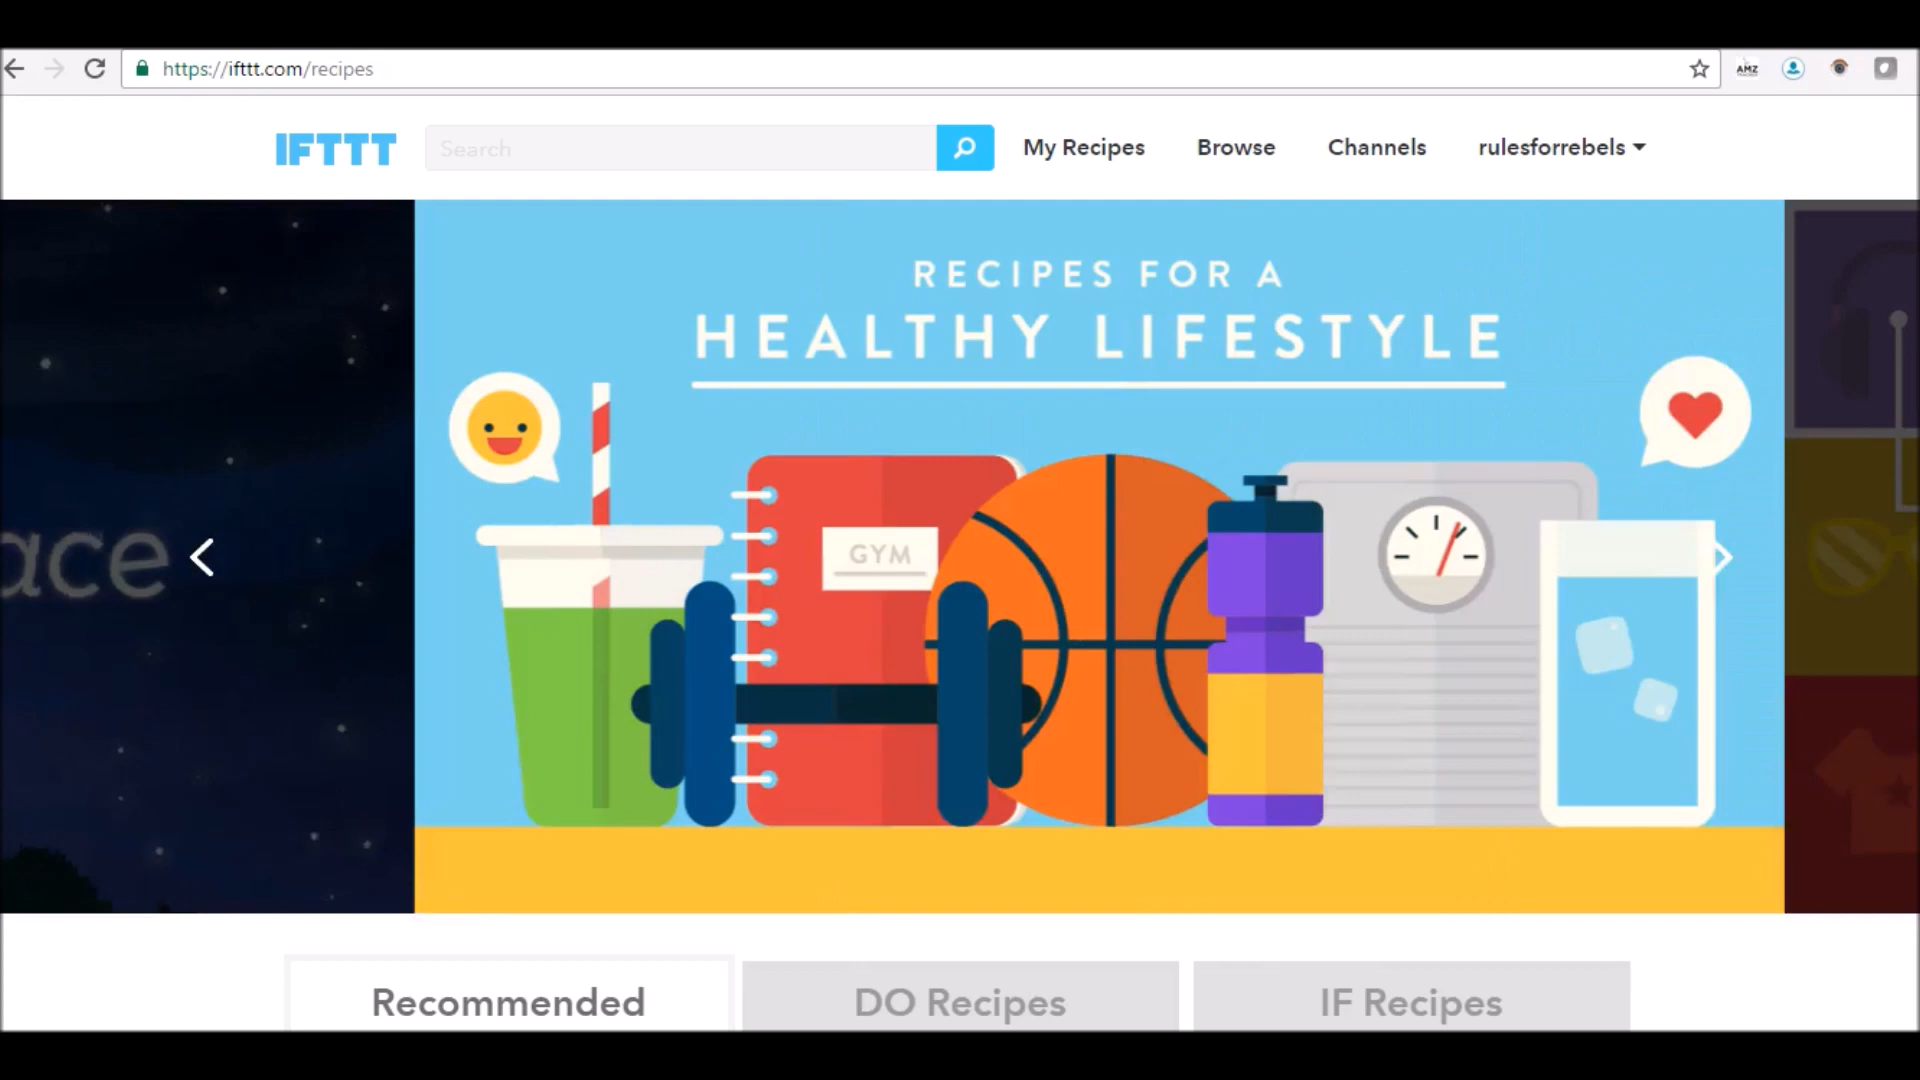 https://ifttt.com/recipes
AMZ
IFTTT
Search
My Recipes
Browse
Channels
rulesforrebels
RECIPES FOR A
HEALTHY LIFESTYLE
ace
GYM
Recommended
DO Recipes
IF Recipes